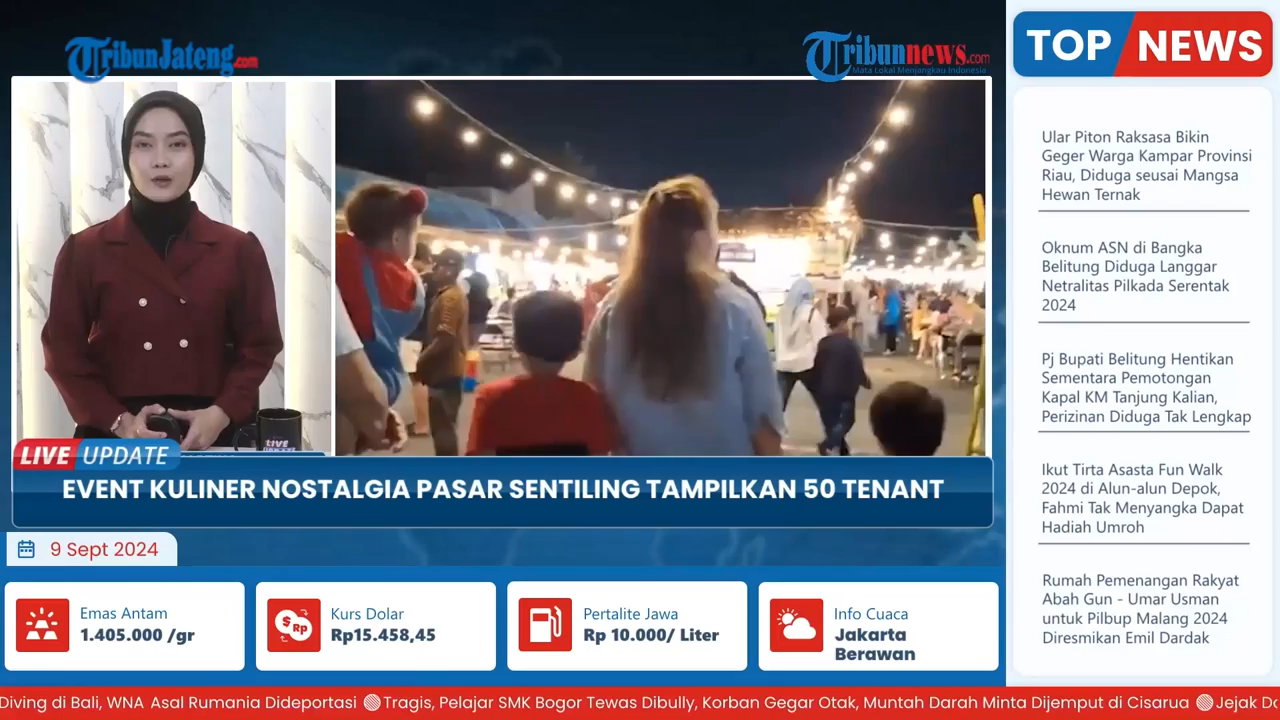 TribunJateng.com
Tribunnews.com
Mata Lokal Menjangkau Indonesia
TOP NEWS
Ular Piton Raksasa Bikin
Geger Warga Kampar Provinsi
Riau, Diduga seusai Mangsa
Hewan Ternak
Oknum ASN di Bangka
Belitung Diduga Langgar
Netralitas Pilkada Serentak
2024
Pj Bupati Belitung Hentikan
Sementara Pemotongan
Kapal KM Tanjung Kalian,
Perizinan Diduga Tak Lengkap
Ikut Tirta Asasta Fun Walk
2024 di Alun-alun Depok,
Fahmi Tak Menyangka Dapat
Hadiah Umroh
Rumah Pemenangan Rakyat
Abah Gun - Umar Usman
untuk Pilbup Malang 2024
Diresmikan Emil Dardak
LIVE
LIVE UPDATE
EVENT KULINER NOSTALGIA PASAR SENTILING TAMPILKAN 50 TENANT
9 Sept 2024
Emas Antam
1.405.000 /gr
Kurs Dolar
Rp15.458,45
Pertalite Jawa
Rp 10.000/ Liter
Info Cuaca
Jakarta
Berawan
Diving di Bali, WNA Asal Rumania Dideportasi Tragis, Pelajar SMK Bogor Tewas Dibully, Korban Gegar Otak, Muntah Darah Minta Dijemput di Cisarua Jejak